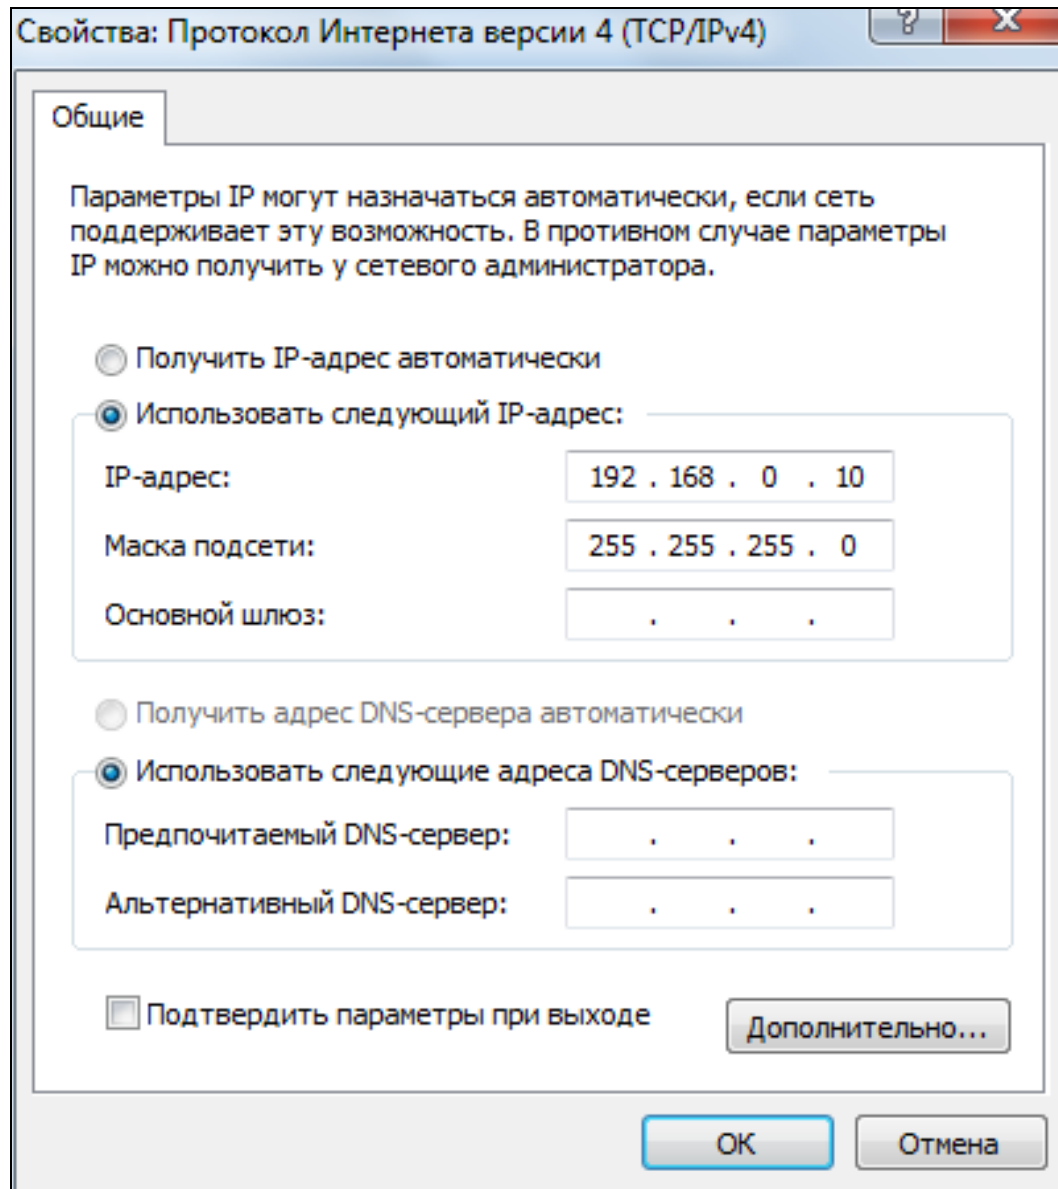 Свойства: Протокол Интернета версии 4 (TCP/IPv4)
?
X
Общие
Параметры IP могут назначаться автоматически, если сеть
поддерживает эту возможность. В противном случае параметры
IP можно получить у сетевого администратора.
Получить IP-адрес автоматически
Использовать следующий IP-адрес:
IP-адрес: 192 . 168 . 0 . 10
Маска подсети: 255 . 255 . 255 . 0
Основной шлюз: . . .
Получить адрес DNS-сервера автоматически
Использовать следующие адреса DNS-серверов:
Предпочитаемый DNS-сервер: . . .
Альтернативный DNS-сервер: . . .
Подтвердить параметры при выходе
Дополнительно...
ОК
Отмена